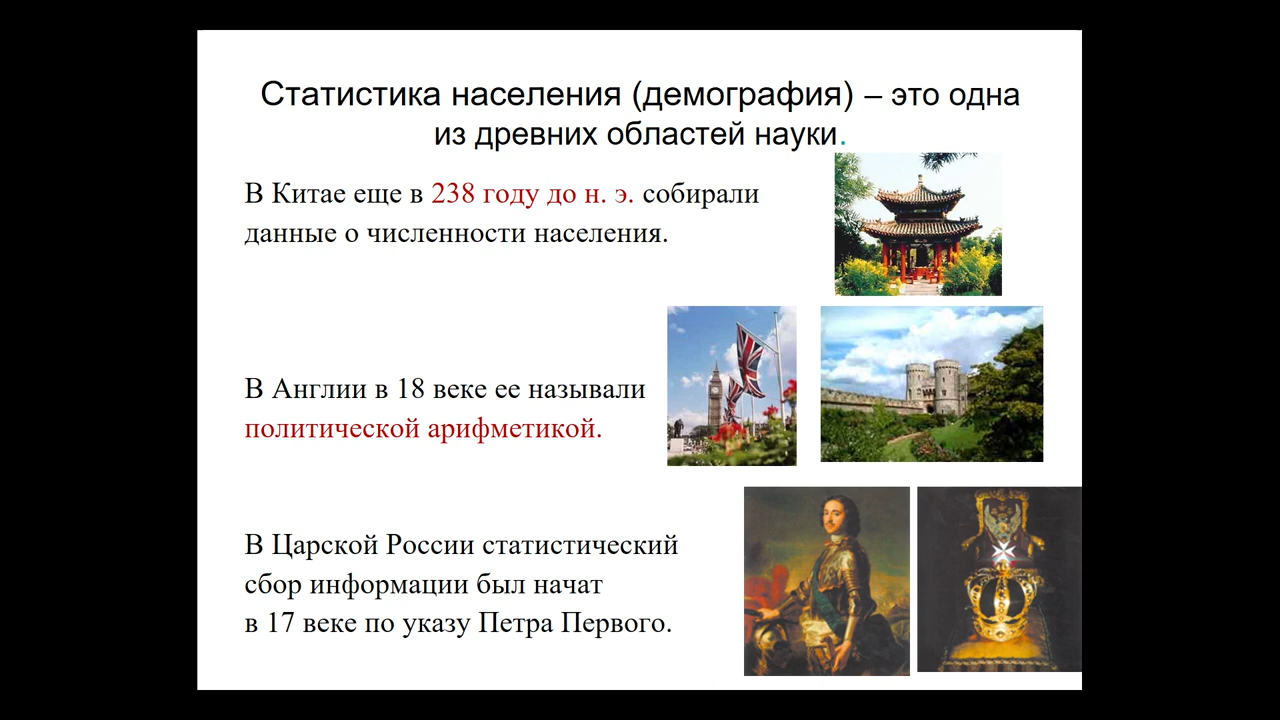 Статистика населения (демография) – это одна
из древних областей науки.
В Китае еще в 238 году до н. э. собирали
данные о численности населения.
В Англии в 18 веке ее называли
политической арифметикой.
В Царской России статистический
сбор информации был начат
в 17 веке по указу Петра Первого.